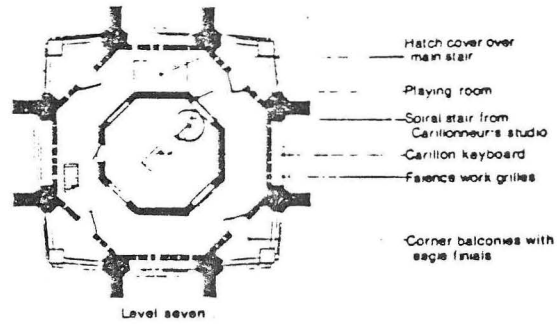 Hatch cover over
main stair
Playing room
Spiral stair from
Carillonneur's studio
Carillon keyboard
Faience work grilles
Corner balconies with
eagle finials
Level seven